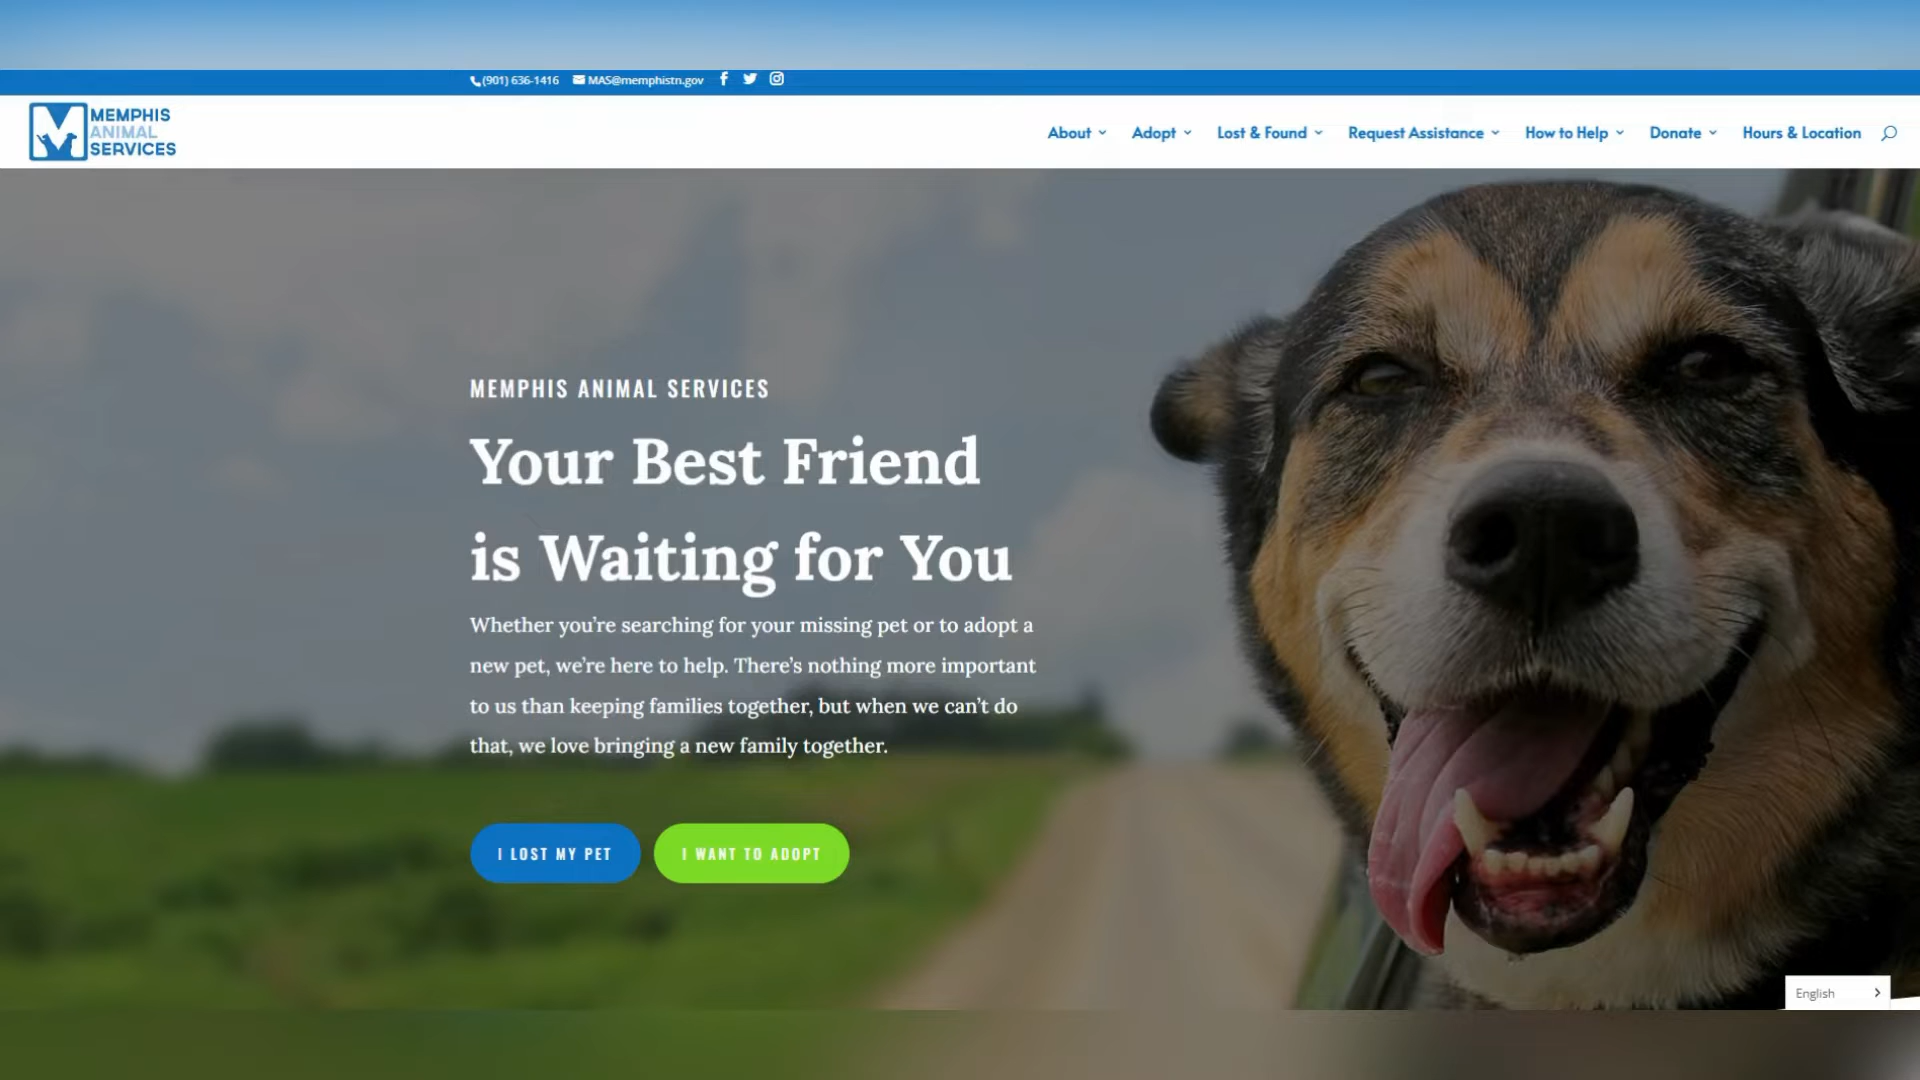 (901) 636-1416 MAS@memphistn.gov
MEMPHIS
ANIMAL
SERVICES
About Adopt Lost & Found Request Assistance How to Help Donate Hours & Location
MEMPHIS ANIMAL SERVICES
Your Best Friend
is Waiting for You
Whether you’re searching for your missing pet or to adopt a
new pet, we’re here to help. There’s nothing more important
to us than keeping families together, but when we can’t do
that, we love bringing a new family together.
I LOST MY PET I WANT TO ADOPT
English